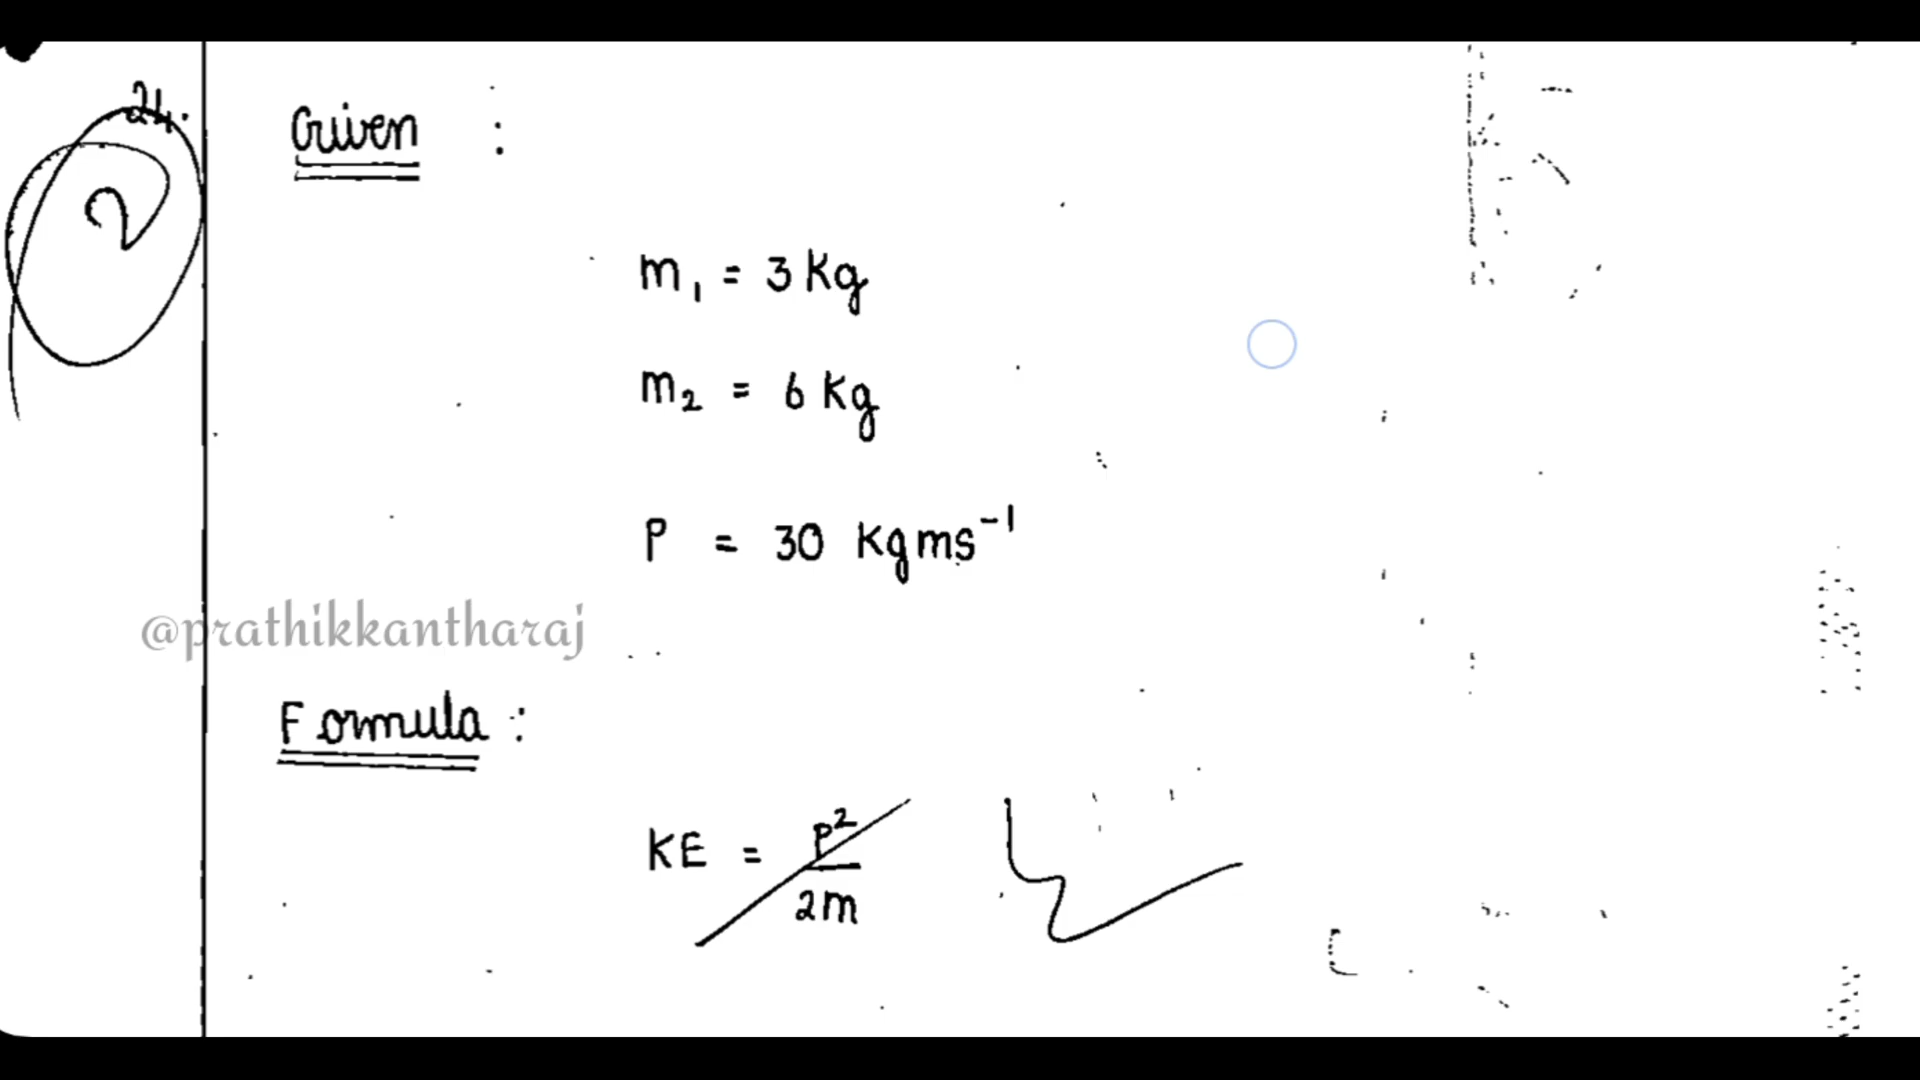 24.
Given :
2
m₁ = 3 Kg
m₂ = 6 Kg
P = 30 Kgms⁻¹
@prathikkantharaj
Formula :
KE = P²/2m